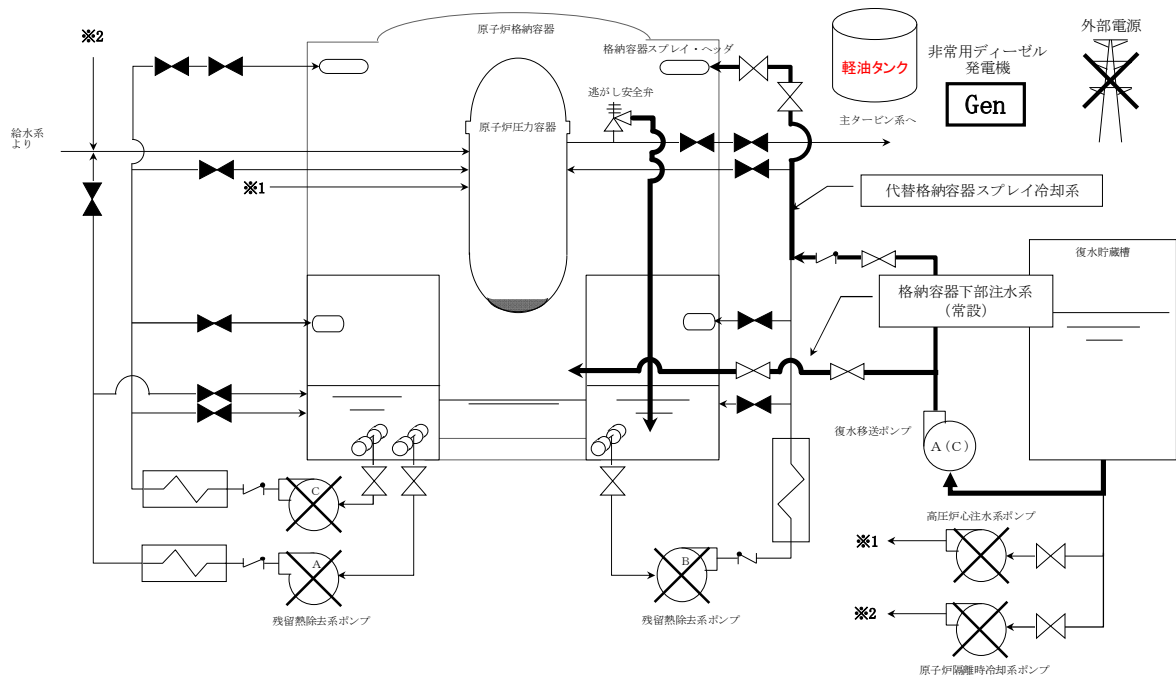 ※2
原子炉格納容器
格納容器スプレイ・ヘッダ
軽油タンク
非常用ディーゼル
発電機
Gen
外部電源
逃がし安全弁
主タービン系へ
給水系
より
原子炉圧力容器
※1
代替格納容器スプレイ冷却系
復水貯蔵槽
格納容器下部注水系
(常設)
復水移送ポンプ
A(C)
C
A
残留熱除去系ポンプ
B
残留熱除去系ポンプ
高圧炉心注水系ポンプ
※1
※2
原子炉隔離時冷却系ポンプ